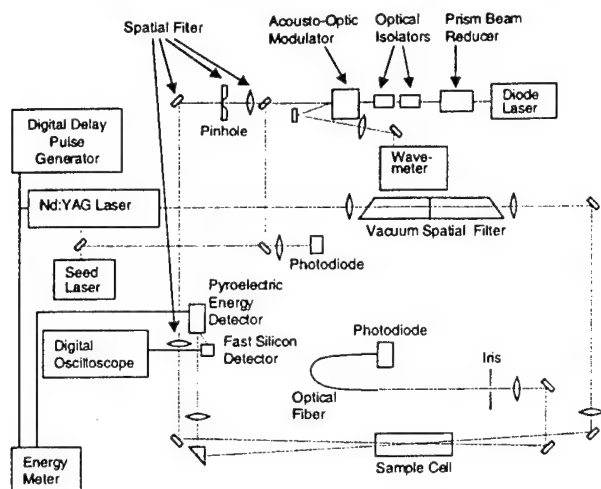 Spatial Fiter
Acousto-Optic
Modulator
Optical
Isolators
Prism Beam
Reducer
Diode
Laser
Pinhole
Digital Delay
Pulse
Generator
Wave-
meter
Nd:YAG Laser
Vacuum Spatial Filter
Seed
Laser
Photodiode
Pyroelectric
Energy
Detector
Digital
Oscilloscope
Fast Silicon
Detector
Photodiode
Iris
Optical
Fiber
Energy
Meter
Sample Cell